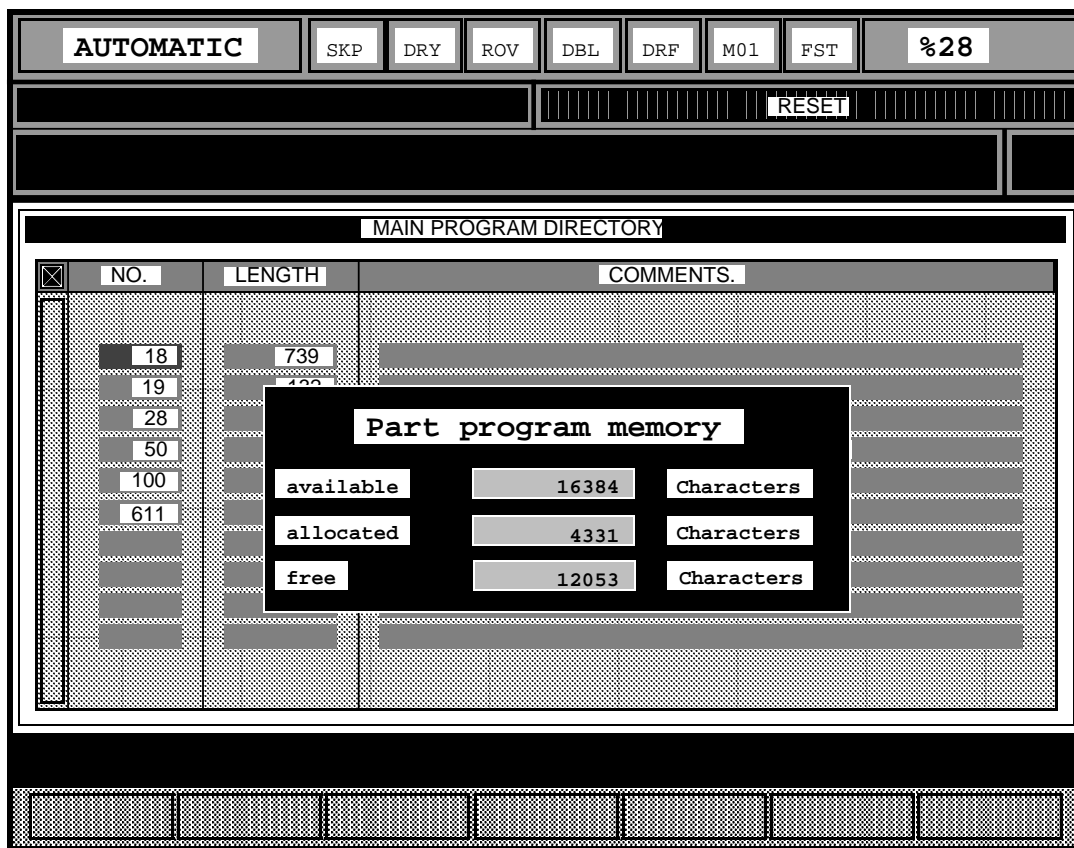 AUTOMATIC SKP DRY ROV DBL DRF M01 FST %28
RESET
MAIN PROGRAM DIRECTORY
NO. LENGTH COMMENTS.
18 739
19
28
50
100
611
Part program memory
available 16384 Characters
allocated 4331 Characters
free 12053 Characters